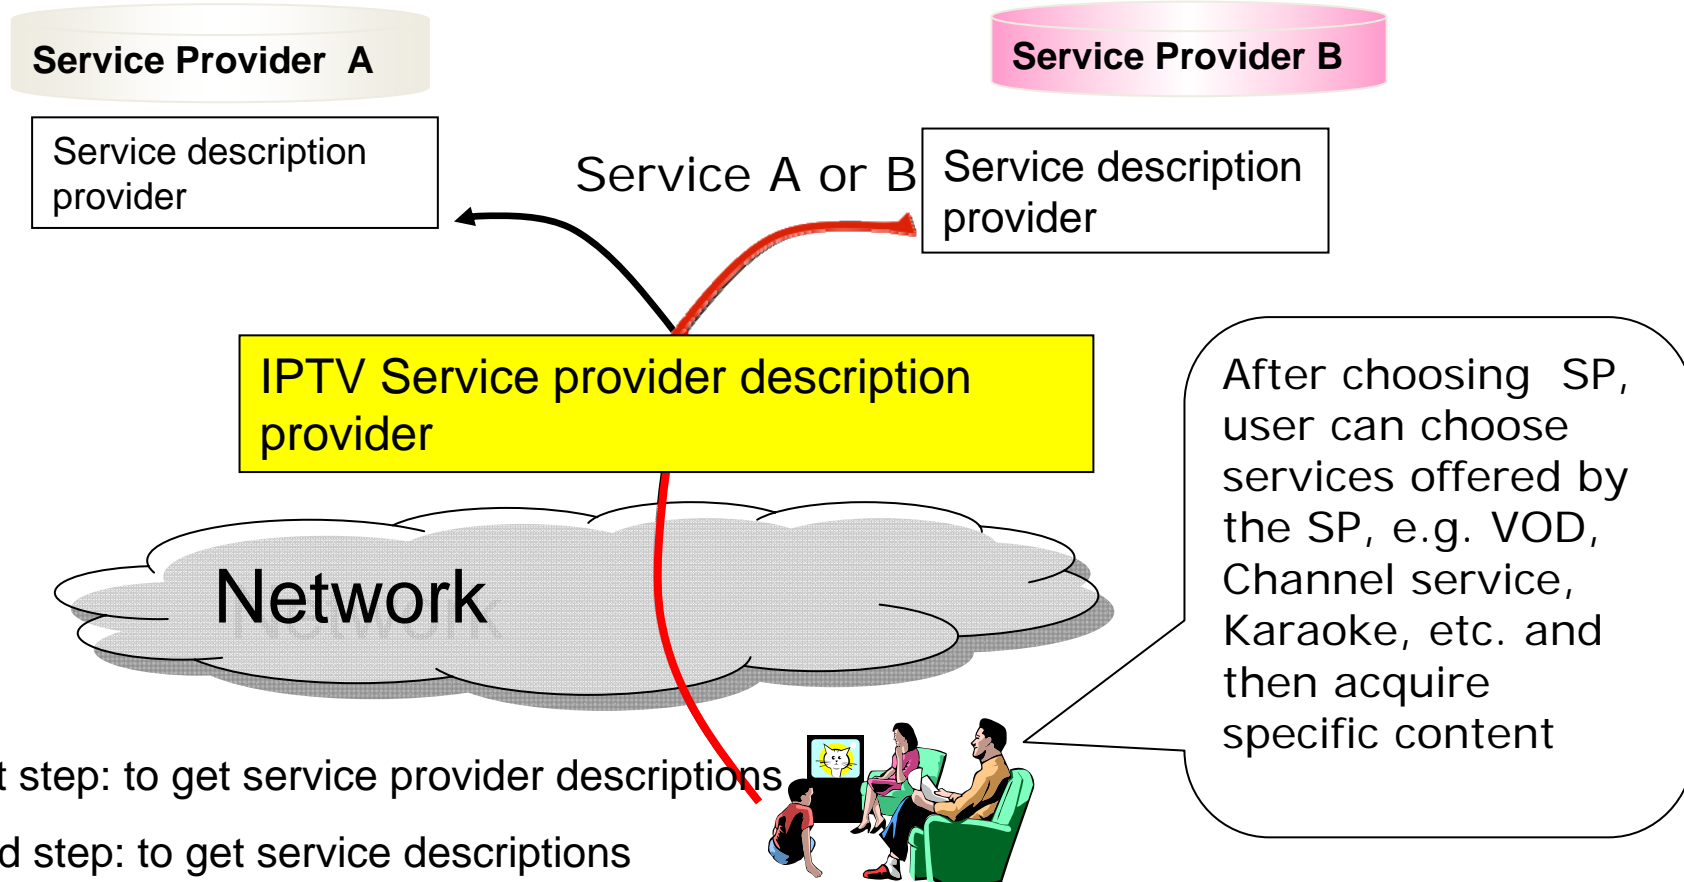 Service Provider A
Service Provider B
Service description
provider
Service A or B
Service description
provider
IPTV Service provider description
provider
Network
After choosing SP,
user can choose
services offered by
the SP, e.g. VOD,
Channel service,
Karaoke, etc. and
then acquire
specific content
t step: to get service provider descriptions
d step: to get service descriptions